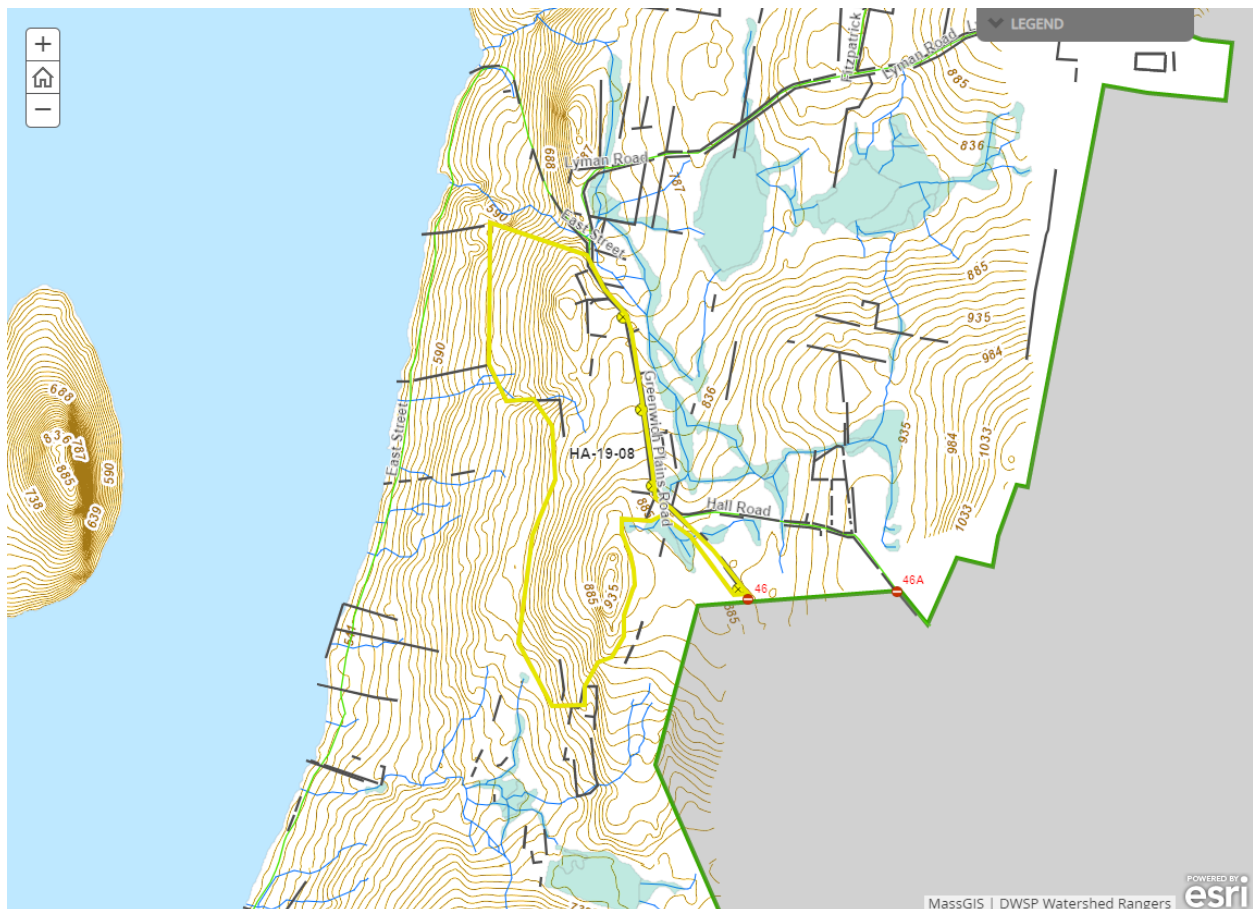 LEGEND
+
−
Fitzpatrick
Lyman Road
885
836
688
Lyman Road
787
590
East Street
885
935
590
984
Greenwich Plains Road
836
688
836
787
885
590
738
639
East Street
HA-19-08
935
984
1033
Hall Road
885
1033
885
935
46
46A
885
MassGIS | DWSP Watershed Rangers
POWERED BY
esri